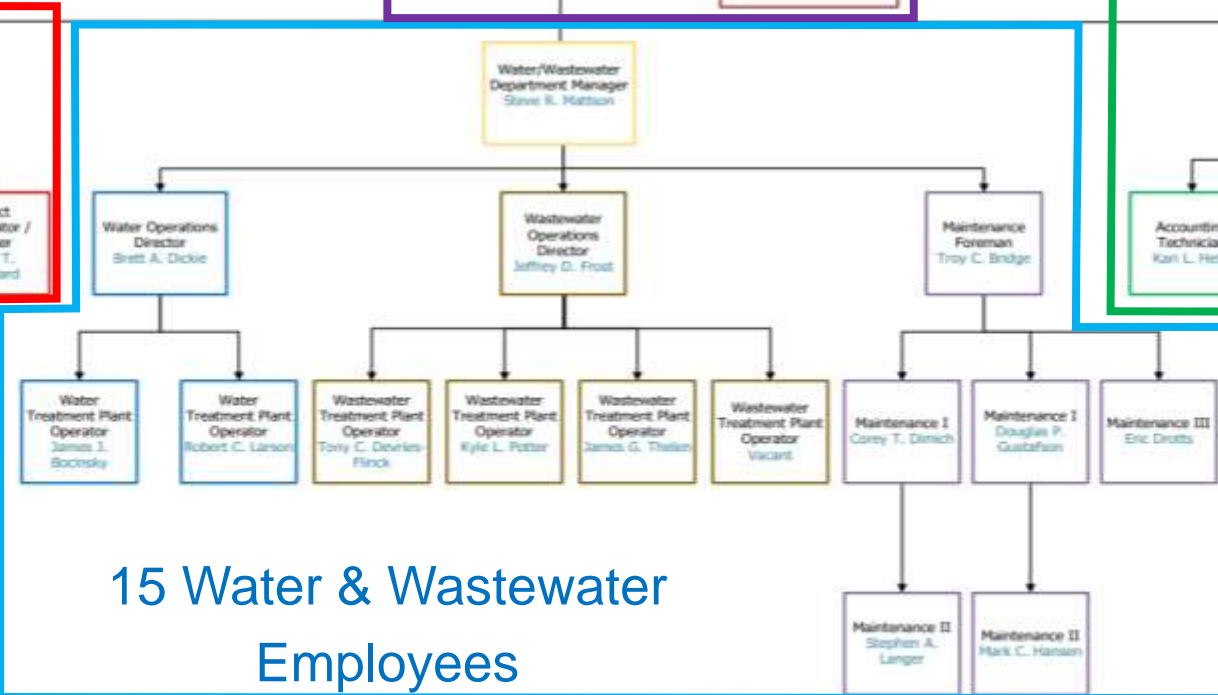 Water/Wastewater
Department Manager
Steve R. Mattson
Water Operations
Director
Brett A. Dickie
Wastewater
Operations
Director
Jeffrey D. Frost
Maintenance
Foreman
Troy C. Bridge
Technicia
Kari L.
Water
Treatment Plant
Operator
James J.
Bocinsky
Water
Treatment Plant
Operator
Robert C. Larson
Wastewater
Treatment Plant
Operator
Tony C. Devries-
Flinck
Wastewater
Treatment Plant
Operator
Kyle L. Potter
Wastewater
Treatment Plant
Operator
James G. Thelen
Wastewater
Treatment Plant
Operator
Vacant
Maintenance I
Corey T. Dimich
Maintenance I
Douglas P.
Gustafson
Maintenance III
Eric Drotts
Maintenance II
Stephen A.
Langer
Maintenance II
Mark C. Hansen
15 Water & Wastewater
Employees